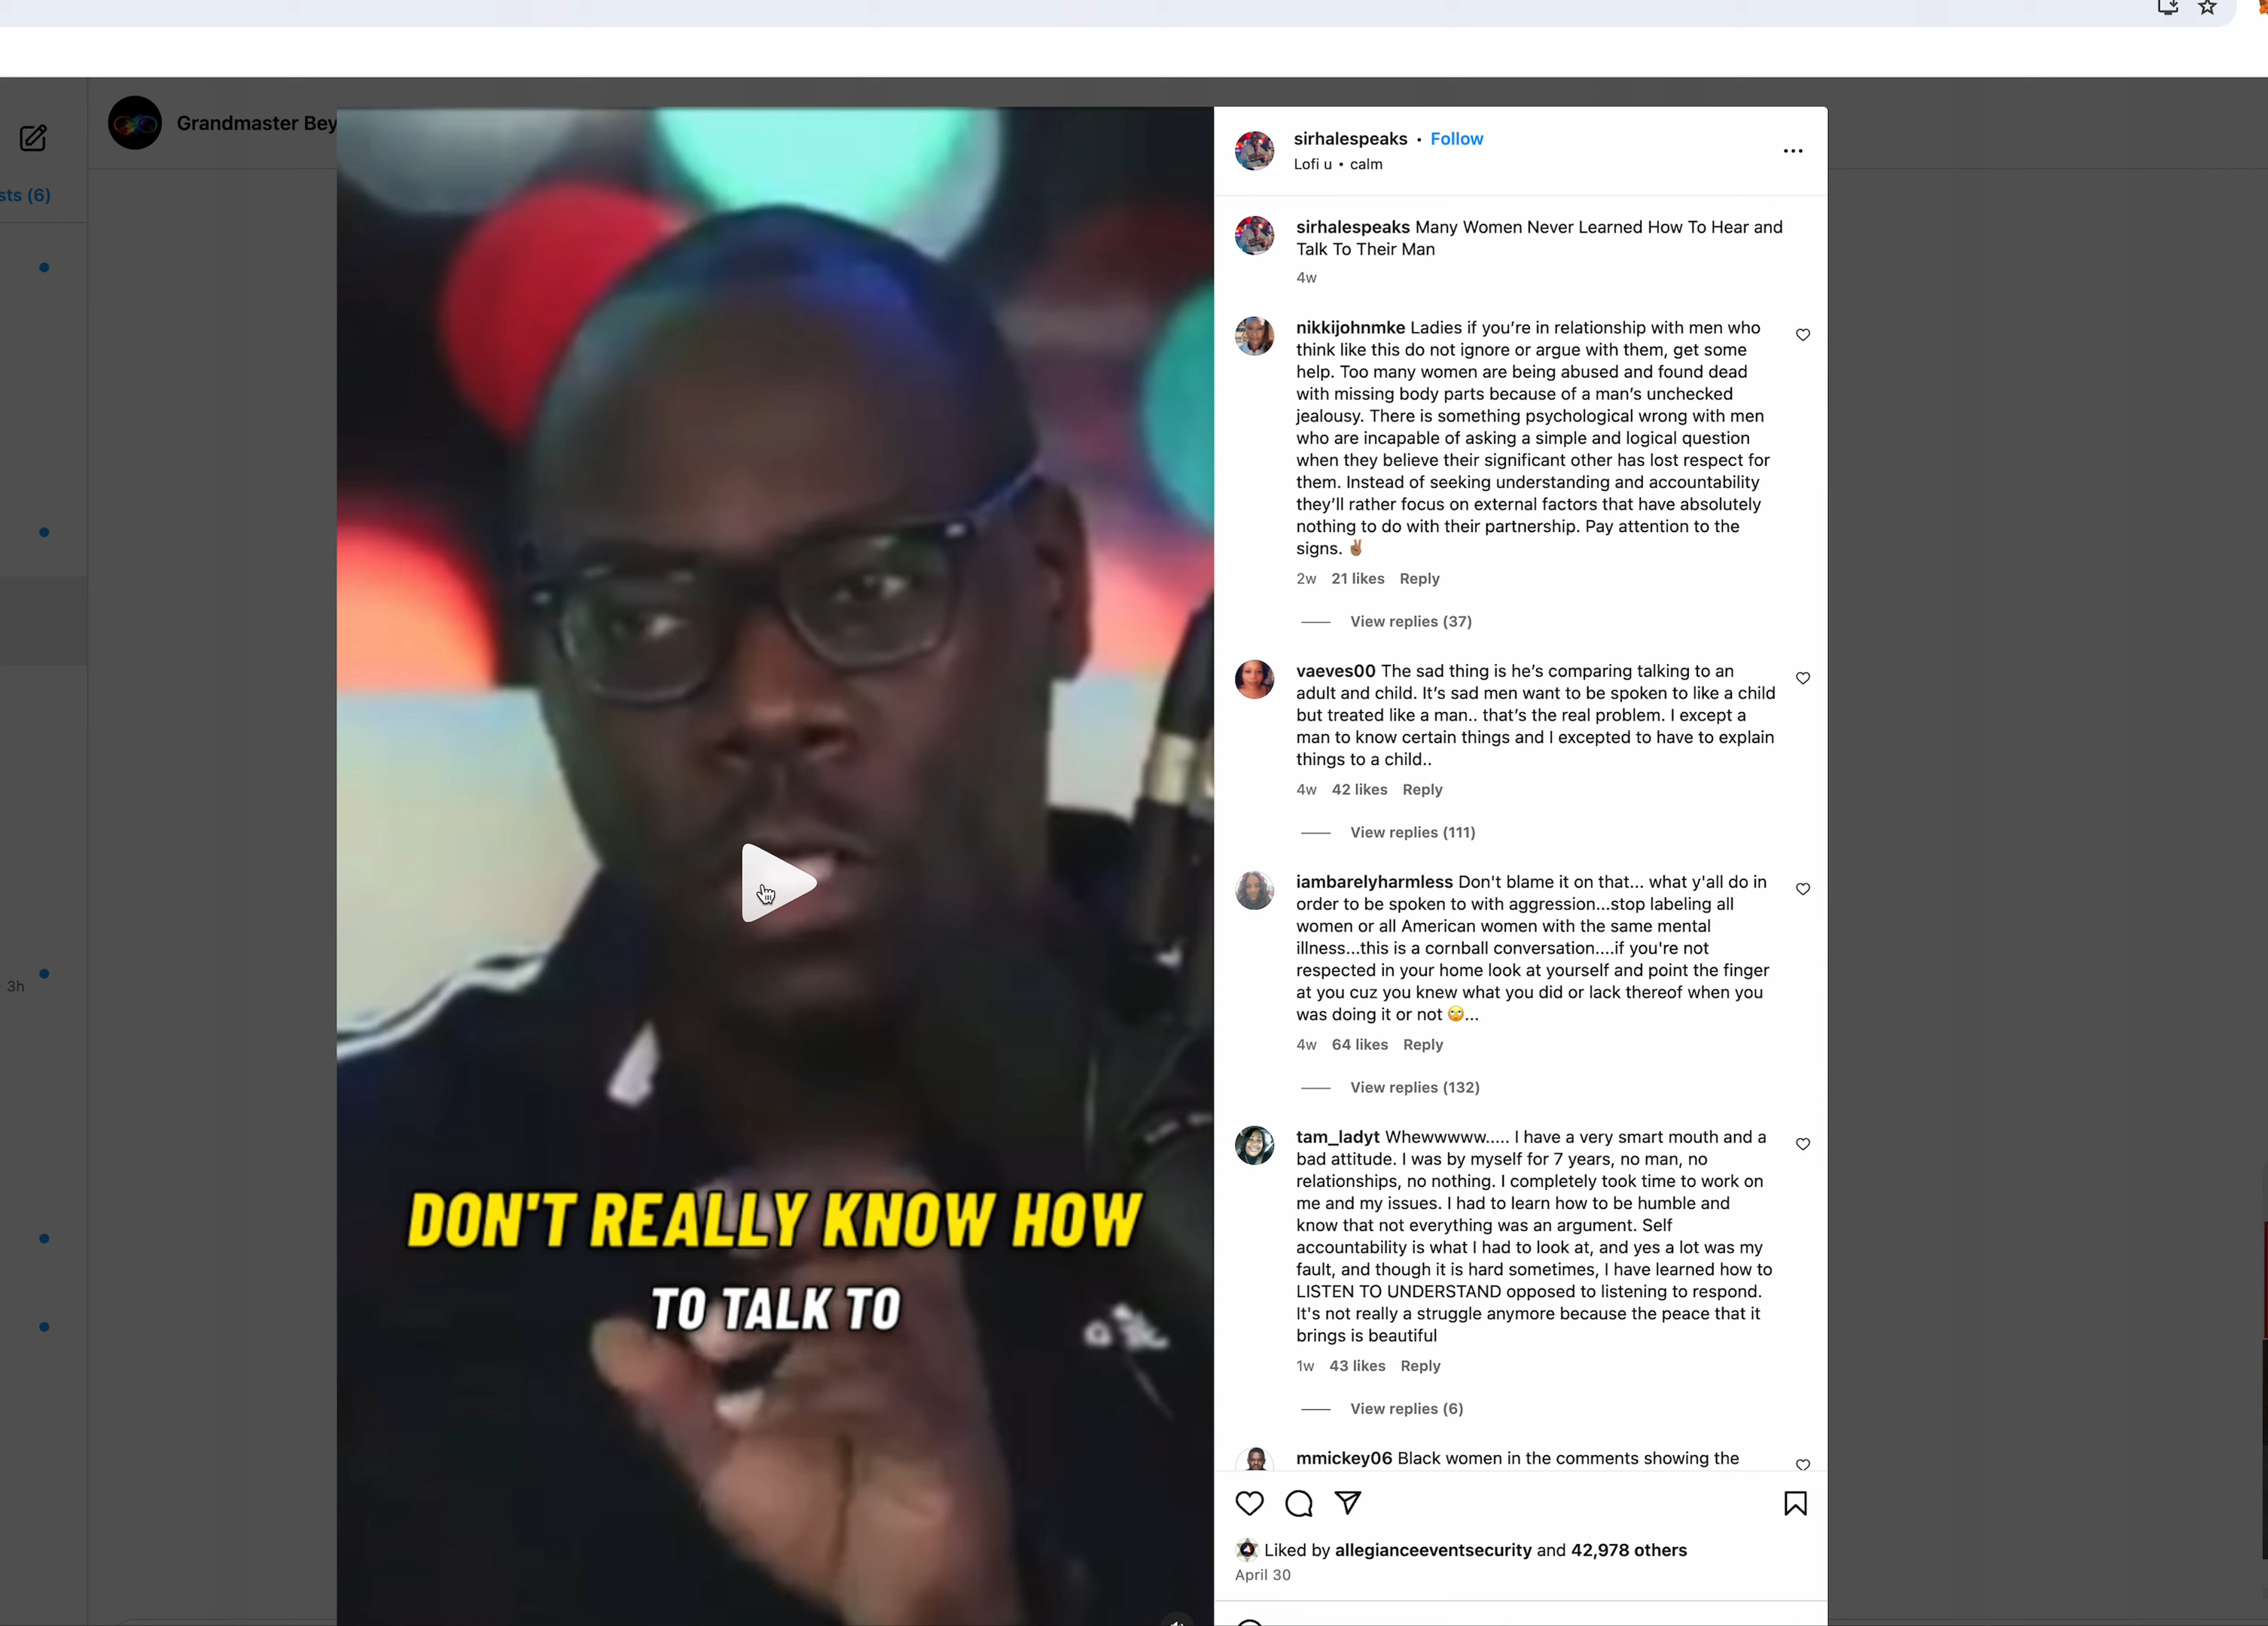 Grandmaster Bey
sts (6)
3h
DON'T REALLY KNOW HOW
TO TALK TO
sirhalespeaks • Follow
Lofi u • calm
sirhalespeaks Many Women Never Learned How To Hear and
Talk To Their Man
4w
nikkijohnmke Ladies if you’re in relationship with men who
think like this do not ignore or argue with them, get some
help. Too many women are being abused and found dead
with missing body parts because of a man’s unchecked
jealousy. There is something psychological wrong with men
who are incapable of asking a simple and logical question
when they believe their significant other has lost respect for
them. Instead of seeking understanding and accountability
they’ll rather focus on external factors that have absolutely
nothing to do with their partnership. Pay attention to the
signs. ✌🏽
2w 21 likes Reply
View replies (37)
vaeves00 The sad thing is he’s comparing talking to an
adult and child. It’s sad men want to be spoken to like a child
but treated like a man.. that’s the real problem. I except a
man to know certain things and I excepted to have to explain
things to a child..
4w 42 likes Reply
View replies (111)
iambarelyharmless Don't blame it on that... what y'all do in
order to be spoken to with aggression...stop labeling all
women or all American women with the same mental
illness...this is a cornball conversation....if you're not
respected in your home look at yourself and point the finger
at you cuz you knew what you did or lack thereof when you
was doing it or not 🙄...
4w 64 likes Reply
View replies (132)
tam_ladyt Whewwwww..... I have a very smart mouth and a
bad attitude. I was by myself for 7 years, no man, no
relationships, no nothing. I completely took time to work on
me and my issues. I had to learn how to be humble and
know that not everything was an argument. Self
accountability is what I had to look at, and yes a lot was my
fault, and though it is hard sometimes, I have learned how to
LISTEN TO UNDERSTAND opposed to listening to respond.
It's not really a struggle anymore because the peace that it
brings is beautiful
1w 43 likes Reply
View replies (6)
mmickey06 Black women in the comments showing the
Liked by allegianceeventsecurity and 42,978 others
April 30